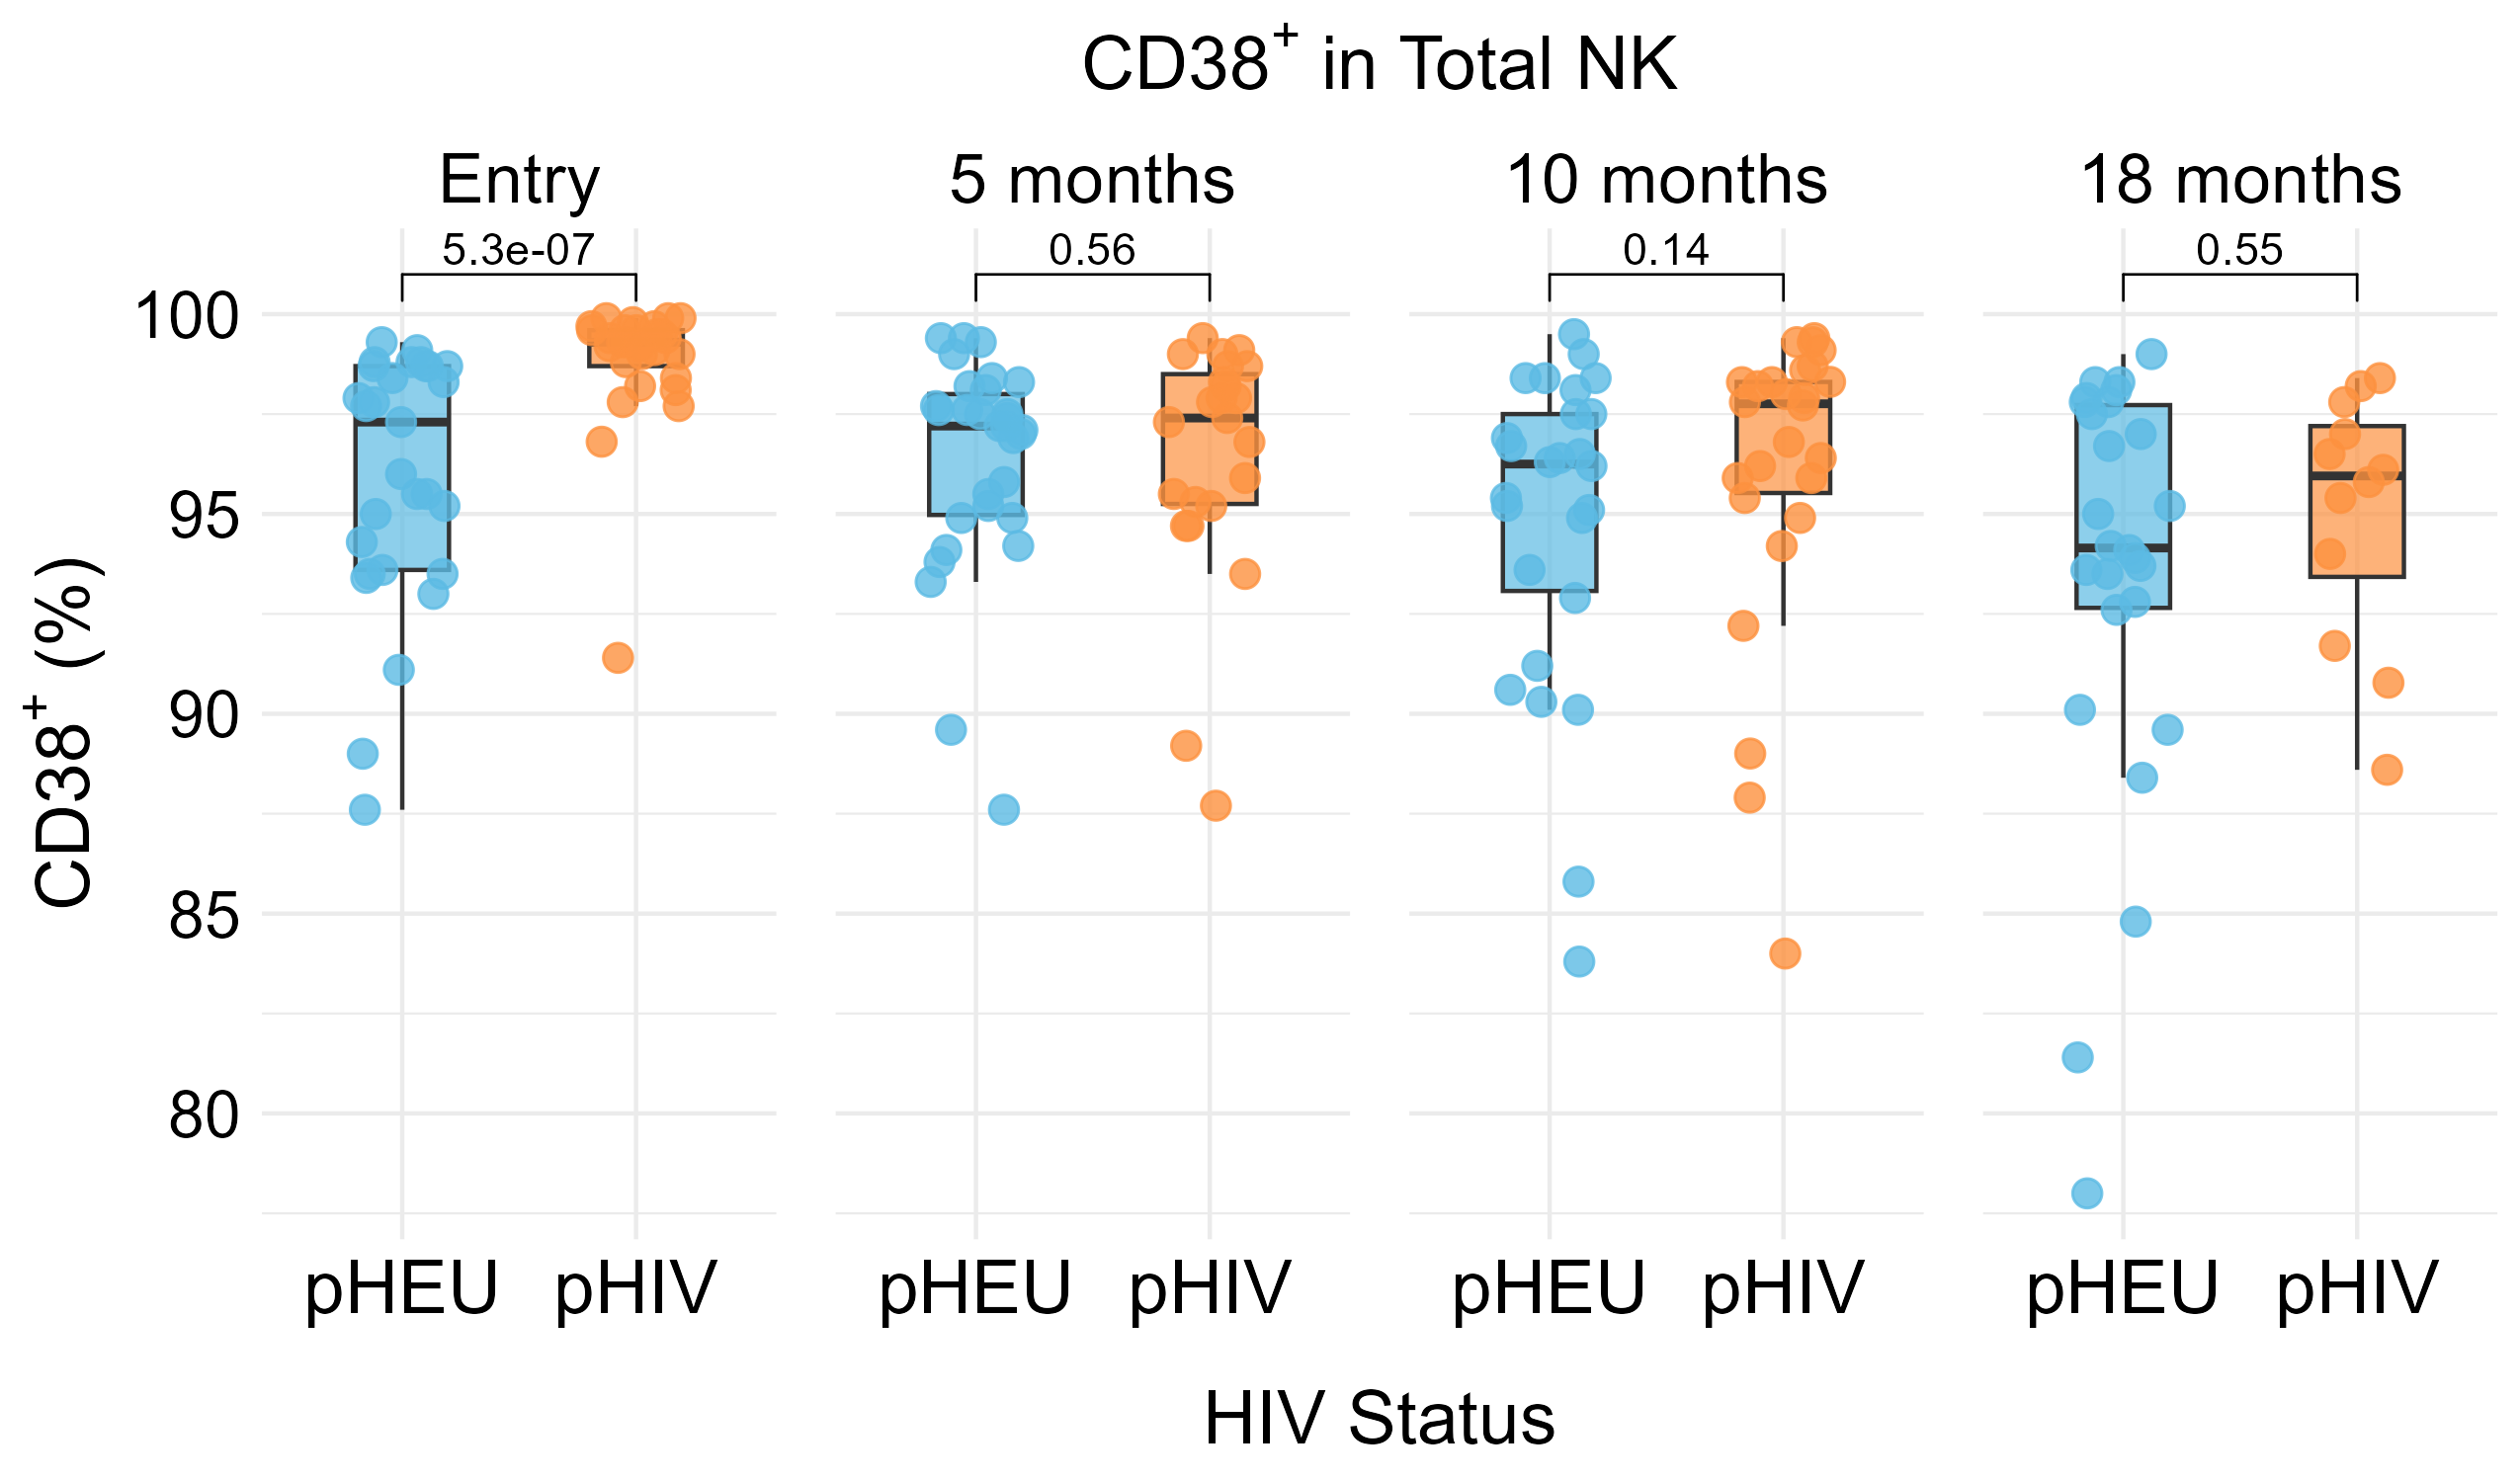 CD38⁺ in Total NK
Entry
5 months
10 months
18 months
5.3e-07
0.56
0.14
0.55
CD38⁺ (%)
100
95
90
85
80
pHEU
pHIV
pHEU
pHIV
pHEU
pHIV
pHEU
pHIV
HIV Status